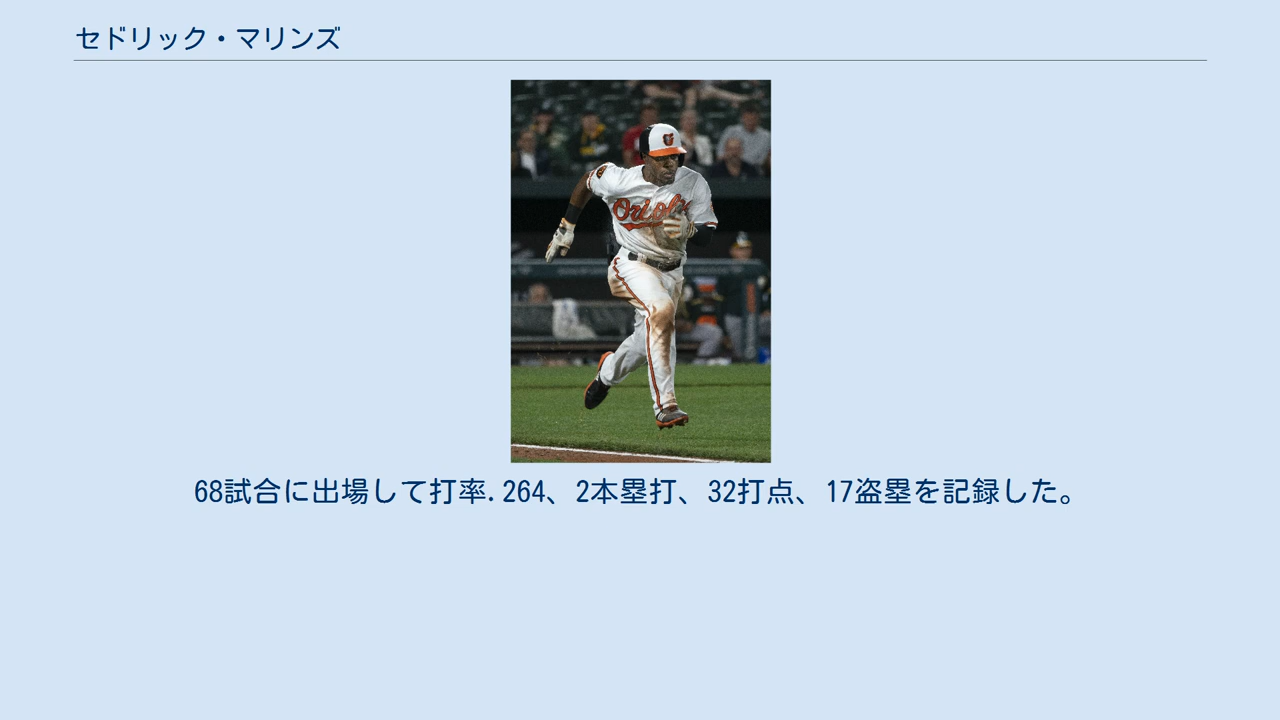 セドリック・マリンズ
Orioles
68試合に出場して打率.264、2本塁打、32打点、17盗塁を記録した。